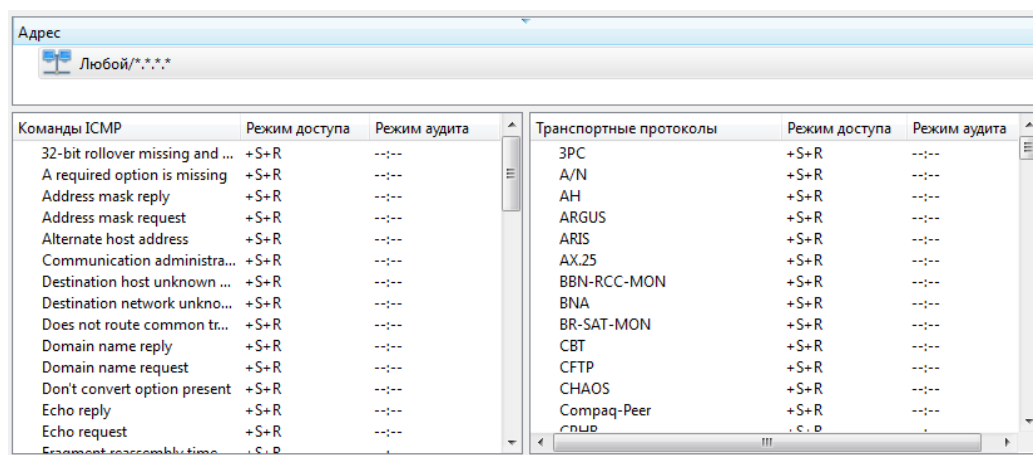 Адрес
Любой/*.*.*.*
Команды ICMP Режим доступа Режим аудита
32-bit rollover missing and ... +S+R --:--
A required option is missing +S+R --:--
Address mask reply +S+R --:--
Address mask request +S+R --:--
Alternate host address +S+R --:--
Communication administra... +S+R --:--
Destination host unknown ... +S+R --:--
Destination network unkno... +S+R --:--
Does not route common tr... +S+R --:--
Domain name reply +S+R --:--
Domain name request +S+R --:--
Don't convert option present +S+R --:--
Echo reply +S+R --:--
Echo request +S+R --:--
Fragment reassembly time +S+R
Транспортные протоколы Режим доступа Режим аудита
3PC +S+R --:--
A/N +S+R --:--
AH +S+R --:--
ARGUS +S+R --:--
ARIS +S+R --:--
AX.25 +S+R --:--
BBN-RCC-MON +S+R --:--
BNA +S+R --:--
BR-SAT-MON +S+R --:--
CBT +S+R --:--
CFTP +S+R --:--
CHAOS +S+R --:--
Compaq-Peer +S+R --:--
CPHB +S+R